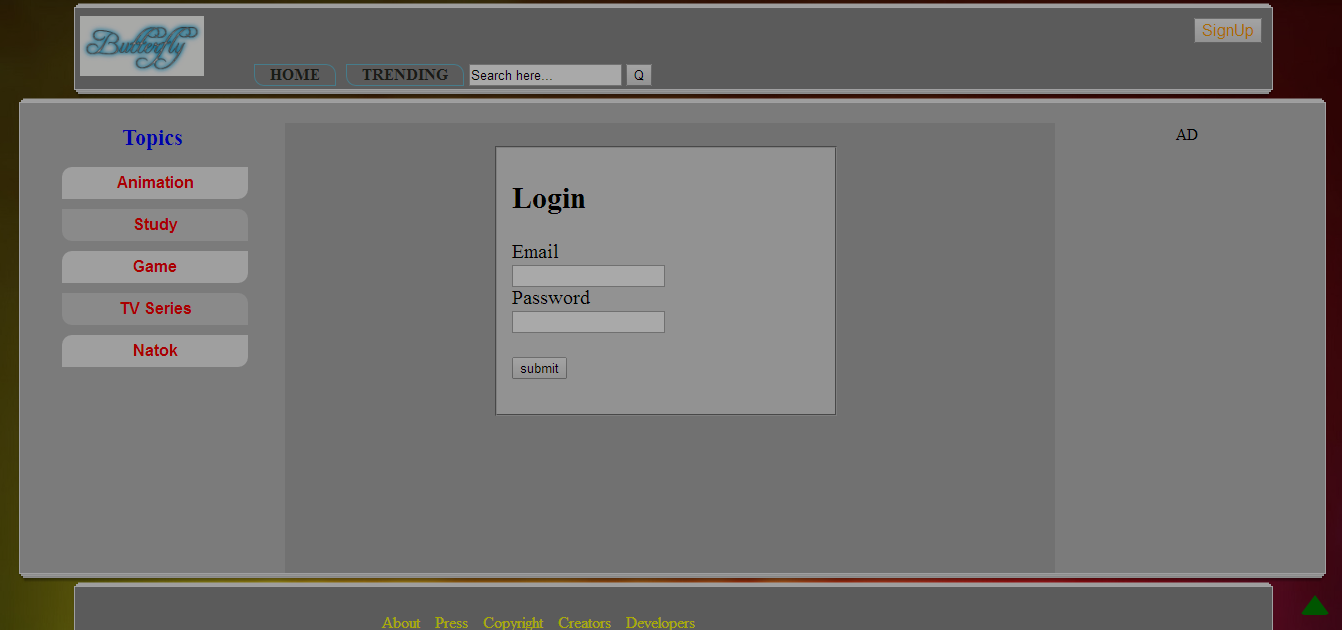 Butterfly
SignUp
HOME TRENDING Search here... Q
Topics
Animation
Study
Game
TV Series
Natok
Login
Email
Password
submit
AD
About Press Copyright Creators Developers